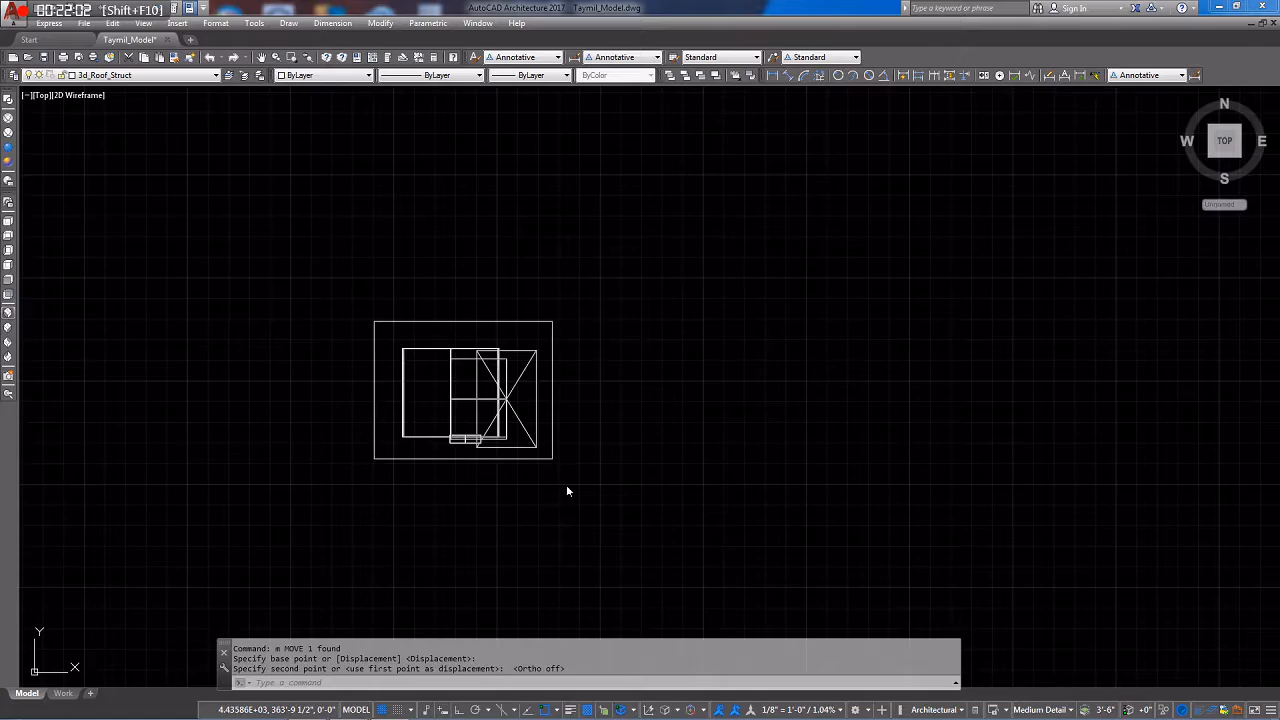 00:22:02 [Shift+F10]
AutoCAD Architecture 2017 Taymil_Model.dwg
Type a keyword or phrase
Sign In
Express File Edit View Insert Format Tools Draw Dimension Modify Parametric Window Help
Start Taymil_Model*
Annotative Annotative Standard Standard
3d_Roof_Struct ByLayer ByLayer ByLayer ByColor Annotative
[−][Top][2D Wireframe]
N
W TOP E
S
Unnamed
Y
X
Command: m MOVE 1 found
Specify base point or [Displacement] <Displacement>:
Specify second point or <use first point as displacement>: <Ortho off>
Type a command
Model Work
4.43586E+03, 363'-9 1/2", 0'-0" MODEL 1/8" = 1'-0" / 1.04% Architectural Medium Detail 3'-6" +0"